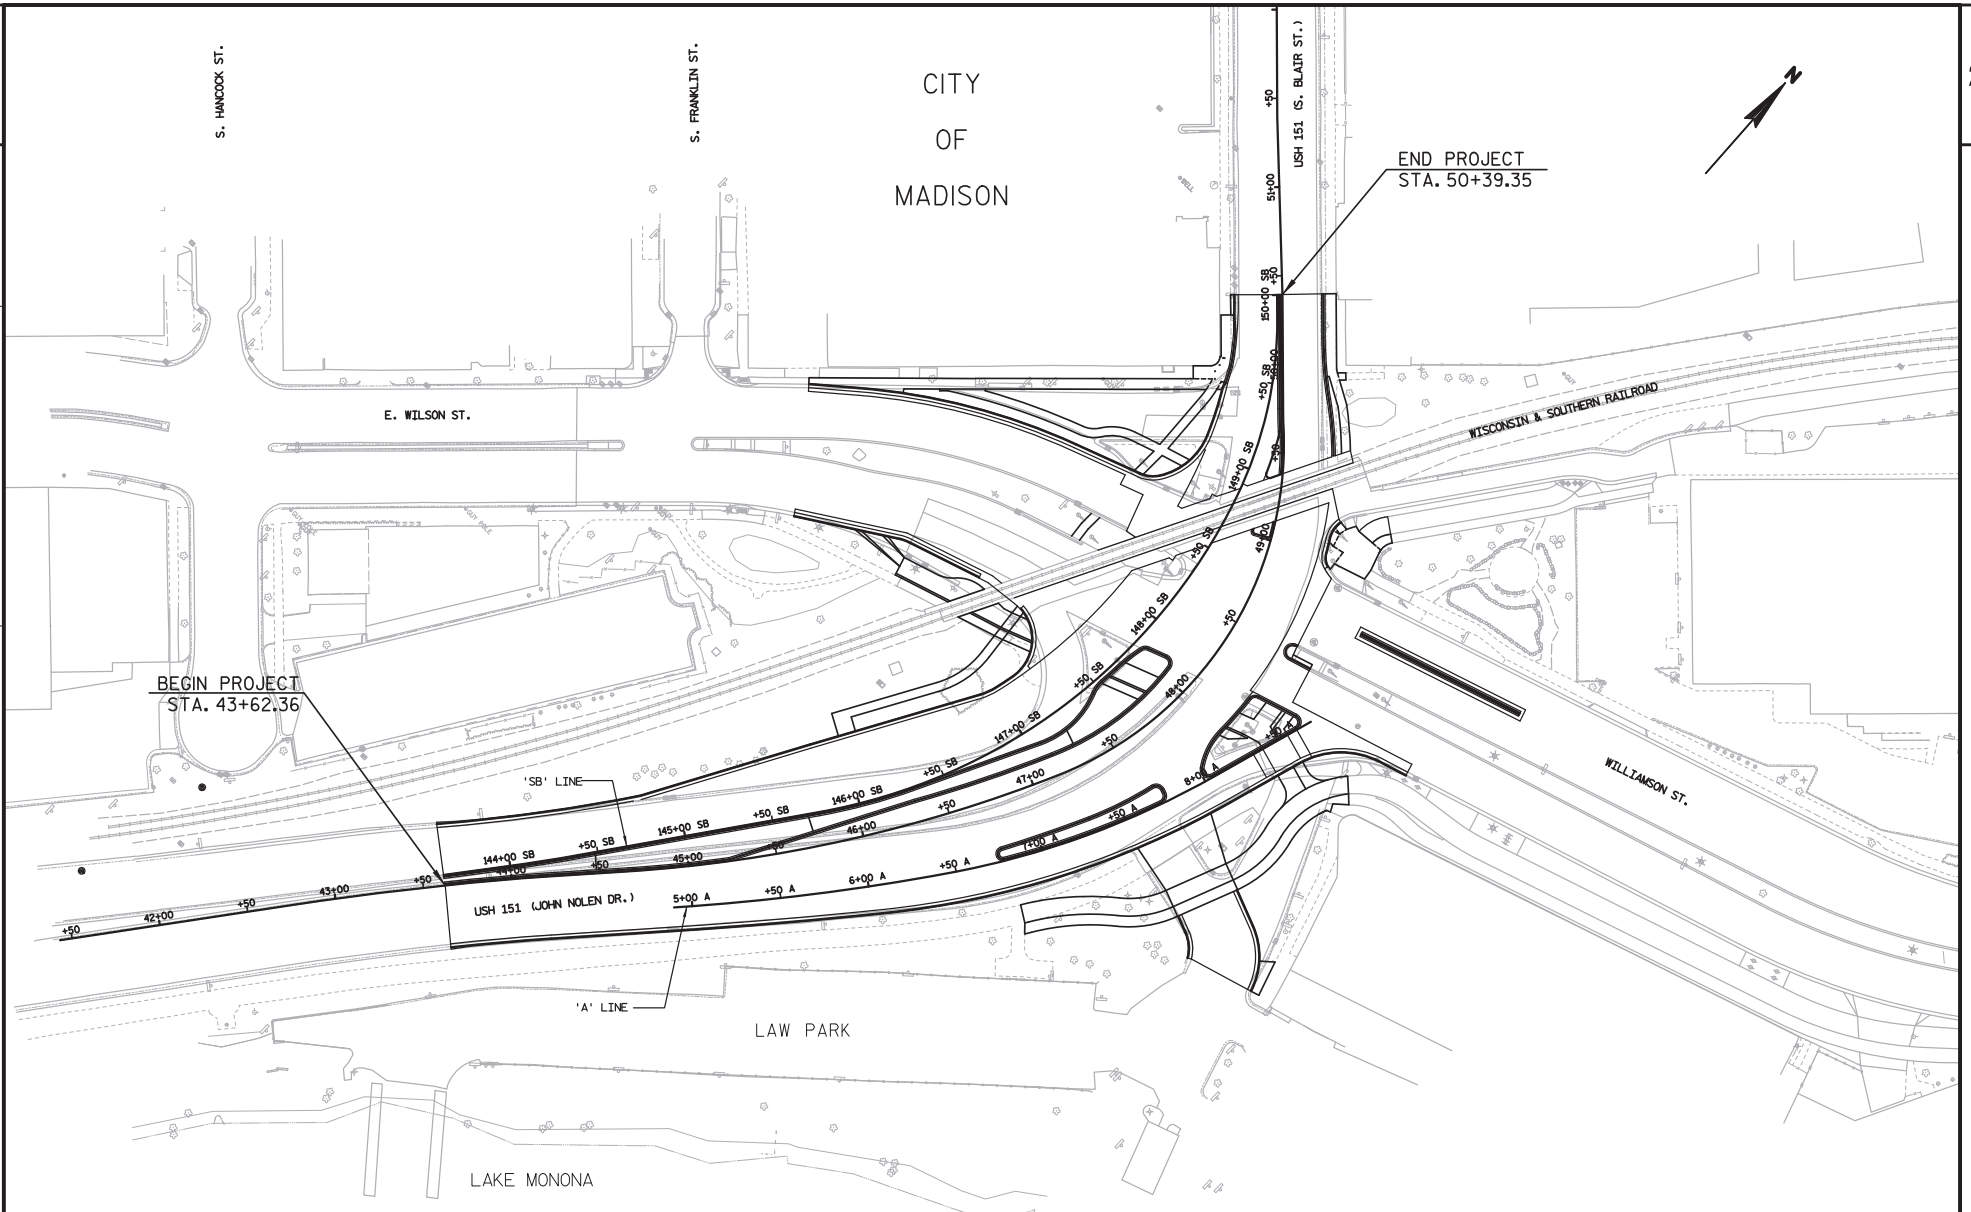 S. HANCOCK ST.
S. FRANKLIN ST.
CITY
OF
MADISON
USH 151 (S. BLAIR ST.)
N
END PROJECT
STA. 50+39.35
+50
51+00
+50
150+00 SB
+50 SB
+50
149+00 SB
49+00
+50 SB
148+00 SB
+50
+50 SB
48+00
147+00 SB
+50
+50 SB
47+00
146+00 SB
+50
+50 SB
46+00
145+00 SB
+50 SB
45+00
144+00 SB
+50
44+00
+50
43+00
+50
42+00
+50
E. WILSON ST.
WISCONSIN & SOUTHERN RAILROAD
GUY
GUY POLE
BEGIN PROJECT
STA. 43+62.36
'SB' LINE
USH 151 (JOHN NOLEN DR.)
5+00 A
+50 A
6+00 A
+50 A
7+00 A
+50 A
8+00 A
+50 A
WILLIAMSON ST.
'A' LINE
LAW PARK
LAKE MONONA